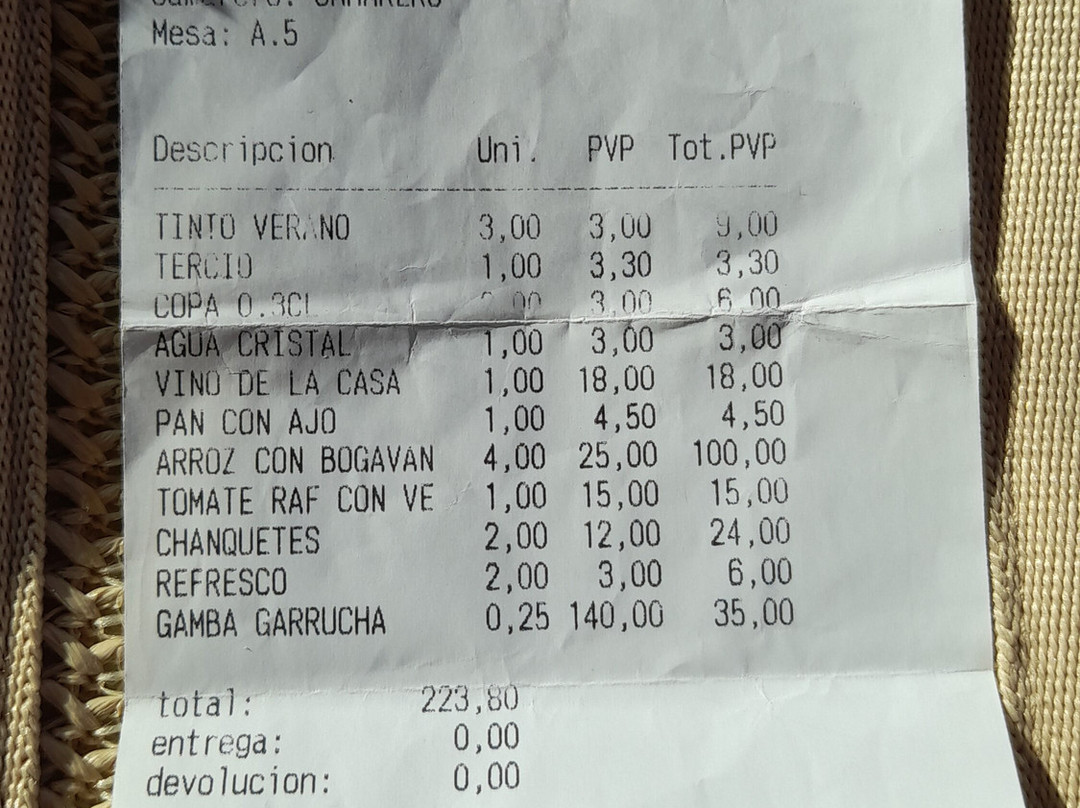 Mesa: A.5
Descripcion Uni. PVP Tot.PVP
TINTO VERANO 3,00 3,00 9,00
TERCIO 1,00 3,30 3,30
COPA 0.3CL 2,00 3,00 6,00
AGUA CRISTAL 1,00 3,00 3,00
VINO DE LA CASA 1,00 18,00 18,00
PAN CON AJO 1,00 4,50 4,50
ARROZ CON BOGAVAN 4,00 25,00 100,00
TOMATE RAF CON VE 1,00 15,00 15,00
CHANQUETES 2,00 12,00 24,00
REFRESCO 2,00 3,00 6,00
GAMBA GARRUCHA 0,25 140,00 35,00
total: 223,80
entrega: 0,00
devolucion: 0,00